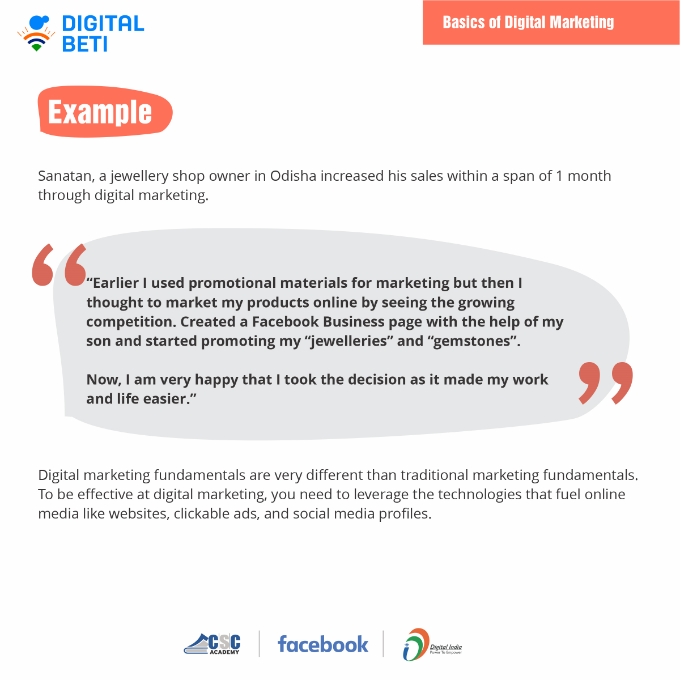 DIGITAL
BETI
Basics of Digital Marketing
Example
Sanatan, a jewellery shop owner in Odisha increased his sales within a span of 1 month
through digital marketing.
“Earlier I used promotional materials for marketing but then I
thought to market my products online by seeing the growing
competition. Created a Facebook Business page with the help of my
son and started promoting my “jewelleries” and “gemstones”.
Now, I am very happy that I took the decision as it made my work
and life easier.”
Digital marketing fundamentals are very different than traditional marketing fundamentals.
To be effective at digital marketing, you need to leverage the technologies that fuel online
media like websites, clickable ads, and social media profiles.
CSC
ACADEMY
facebook
Digital India
Power To Empower